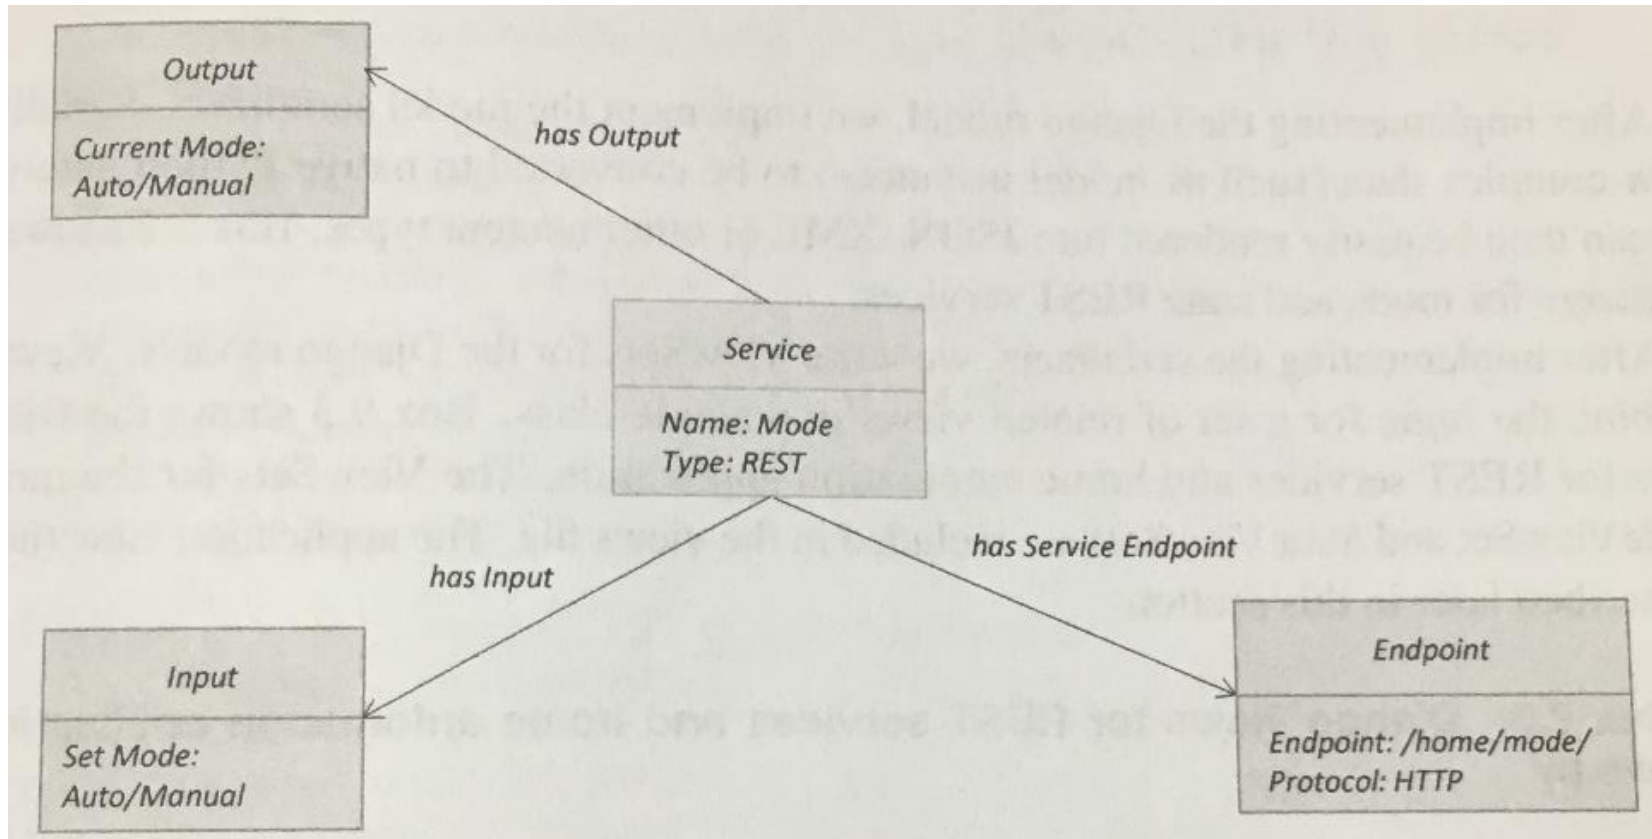 Output
Current Mode:
Auto/Manual
has Output
Service
Name: Mode
Type: REST
has Input
has Service Endpoint
Input
Set Mode:
Auto/Manual
Endpoint
Endpoint: /home/mode/
Protocol: HTTP